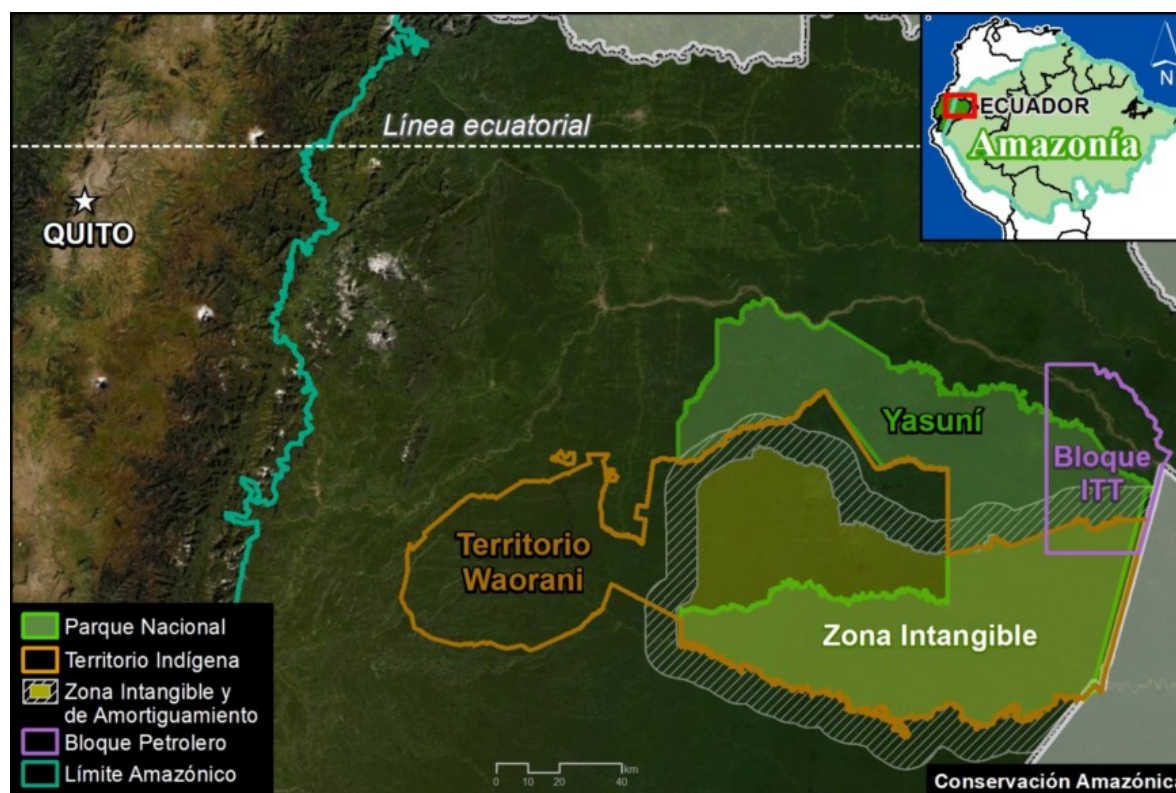 Línea ecuatorial
QUITO
ECUADOR
Amazonía
N
Yasuní
Bloque
ITT
Territorio
Waorani
Zona Intangible
Parque Nacional
Territorio Indígena
Zona Intangible y
de Amortiguamiento
Bloque Petrolero
Límite Amazónico
km
0 10 20 40
Conservación Amazónica